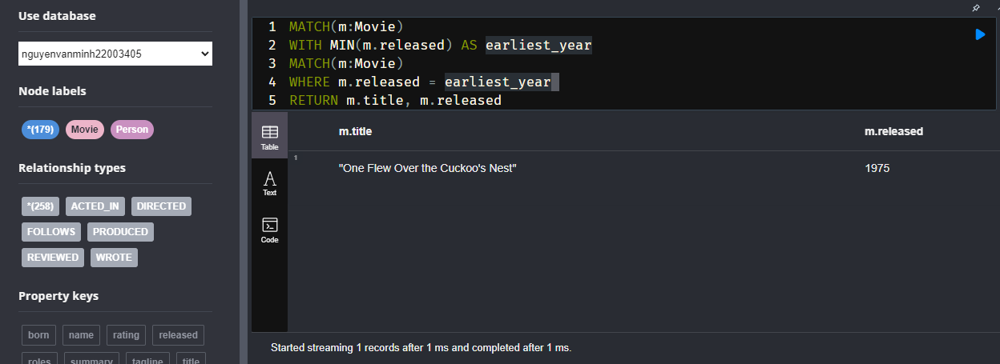 Use database
nguyenvanminh22003405
Node labels
*(179) Movie Person
Relationship types
*(258) ACTED_IN DIRECTED
FOLLOWS PRODUCED
REVIEWED WROTE
Property keys
born name rating released
roles summary tagline title
1 MATCH(m:Movie)
2 WITH MIN(m.released) AS earliest_year
3 MATCH(m:Movie)
4 WHERE m.released = earliest_year
5 RETURN m.title, m.released
Table
Text
Code
m.title m.released
1 "One Flew Over the Cuckoo's Nest" 1975
Started streaming 1 records after 1 ms and completed after 1 ms.